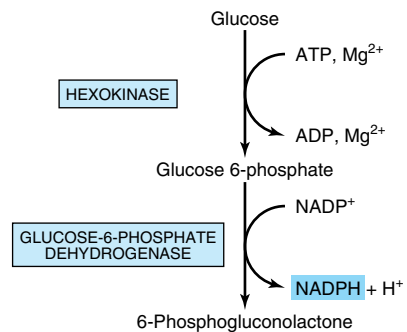 Glucose
ATP, Mg²⁺
HEXOKINASE
ADP, Mg²⁺
Glucose 6-phosphate
NADP⁺
GLUCOSE-6-PHOSPHATE
DEHYDROGENASE
NADPH + H⁺
6-Phosphogluconolactone